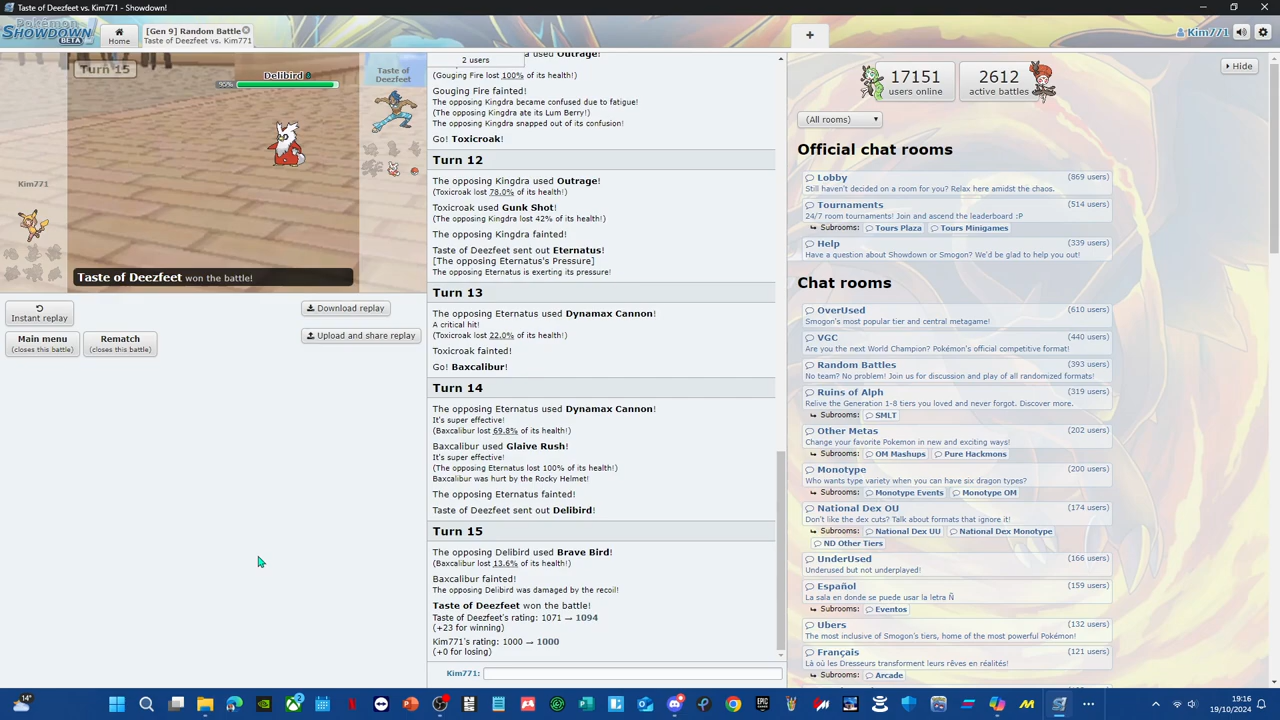 Taste of Deezfeet vs. Kim771 - Showdown!
Pokémon
SHOWDOWN
BETA
Home
[Gen 9] Random Battle
Taste of Deezfeet vs. Kim771
+
Kim771
Turn 15
Delibird
95%
Taste of
Deezfeet
Kim771
Taste of Deezfeet won the battle!
Instant replay
Download replay
Upload and share replay
Main menu
(closes this battle)
Rematch
(closes this battle)
2 users
used Outrage!
(Gouging Fire lost 100% of its health!)
Gouging Fire fainted!
The opposing Kingdra became confused due to fatigue!
(The opposing Kingdra ate its Lum Berry!)
The opposing Kingdra snapped out of its confusion!
Go! Toxicroak!
Turn 12
The opposing Kingdra used Outrage!
(Toxicroak lost 78.0% of its health!)
Toxicroak used Gunk Shot!
(The opposing Kingdra lost 42% of its health!)
The opposing Kingdra fainted!
Taste of Deezfeet sent out Eternatus!
[The opposing Eternatus's Pressure]
The opposing Eternatus is exerting its pressure!
Turn 13
The opposing Eternatus used Dynamax Cannon!
A critical hit!
(Toxicroak lost 22.0% of its health!)
Toxicroak fainted!
Go! Baxcalibur!
Turn 14
The opposing Eternatus used Dynamax Cannon!
It's super effective!
(Baxcalibur lost 69.8% of its health!)
Baxcalibur used Glaive Rush!
It's super effective!
(The opposing Eternatus lost 100% of its health!)
Baxcalibur was hurt by the Rocky Helmet!
The opposing Eternatus fainted!
Taste of Deezfeet sent out Delibird!
Turn 15
The opposing Delibird used Brave Bird!
(Baxcalibur lost 13.6% of its health!)
Baxcalibur fainted!
The opposing Delibird was damaged by the recoil!
Taste of Deezfeet won the battle!
Taste of Deezfeet's rating: 1071 → 1094
(+23 for winning)
Kim771's rating: 1000 → 1000
(+0 for losing)
Kim771:
17151
users online
2612
active battles
Hide
(All rooms)
Official chat rooms
Lobby (869 users)
Still haven't decided on a room for you? Relax here amidst the chaos.
Tournaments (514 users)
24/7 room tournaments! Join and ascend the leaderboard :P
Subrooms: Tours Plaza Tours Minigames
Help (339 users)
Have a question about Showdown or Smogon? We'd be glad to help you out!
Chat rooms
OverUsed (610 users)
Smogon's most popular tier and central metagame!
VGC (440 users)
Are you the next World Champion? Pokémon's official competitive format!
Random Battles (393 users)
No team? No problem! Join us for discussion and play of all randomized formats!
Ruins of Alph (319 users)
Relive the Generation 1-8 tiers you loved and never forgot. Discover more.
Subrooms: SMLT
Other Metas (202 users)
Change your favorite Pokemon in new and exciting ways!
Subrooms: OM Mashups Pure Hackmons
Monotype (200 users)
Who wants type variety when you can have six dragon types?
Subrooms: Monotype Events Monotype OM
National Dex OU (174 users)
Don't like the dex cuts? Talk about formats that ignore it!
Subrooms: National Dex UU National Dex Monotype
ND Other Tiers
UnderUsed (166 users)
Underused but not underplayed!
Español (159 users)
La sala en donde se puede usar la letra Ñ
Subrooms: Eventos
Ubers (132 users)
The most inclusive of Smogon's tiers, home of the most powerful Pokémon!
Français (121 users)
Là où les Dresseurs transforment leurs rêves en réalités!
Subrooms: Arcade
14°
19:16
19/10/2024